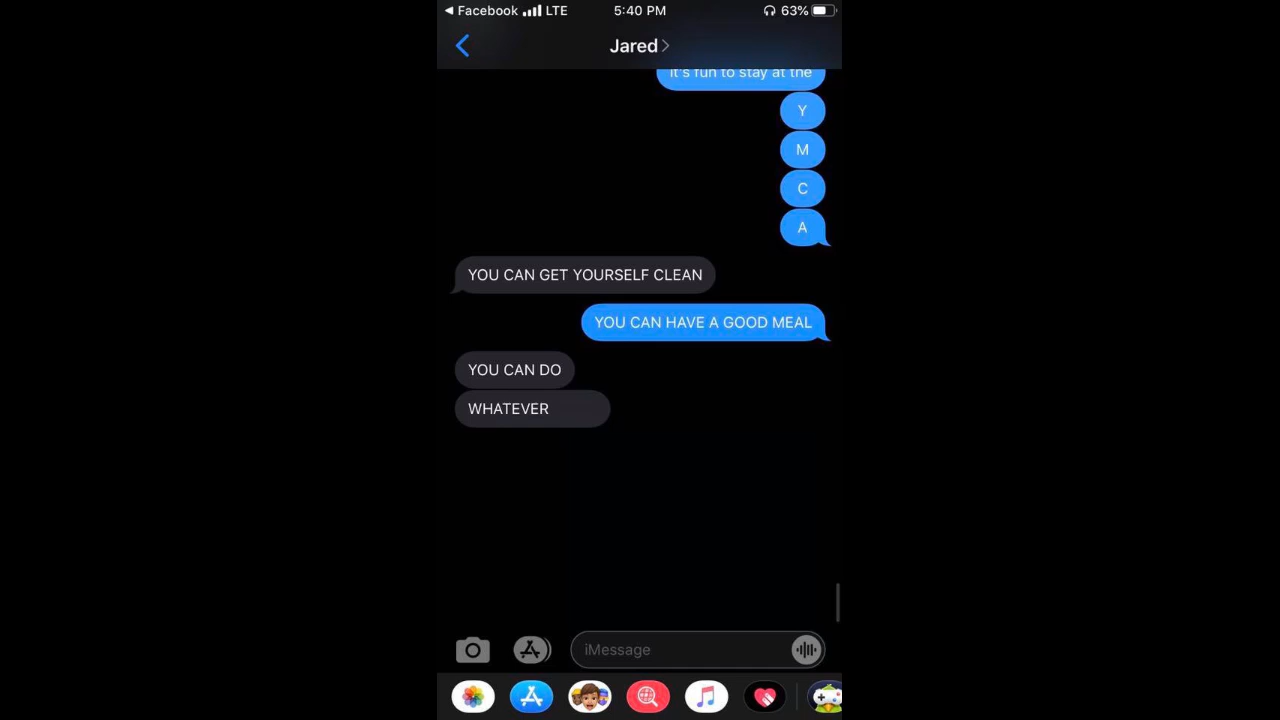 Facebook LTE
5:40 PM
63%
Jared
it's fun to stay at the
Y
M
C
A
YOU CAN GET YOURSELF CLEAN
YOU CAN HAVE A GOOD MEAL
YOU CAN DO
WHATEVER
iMessage